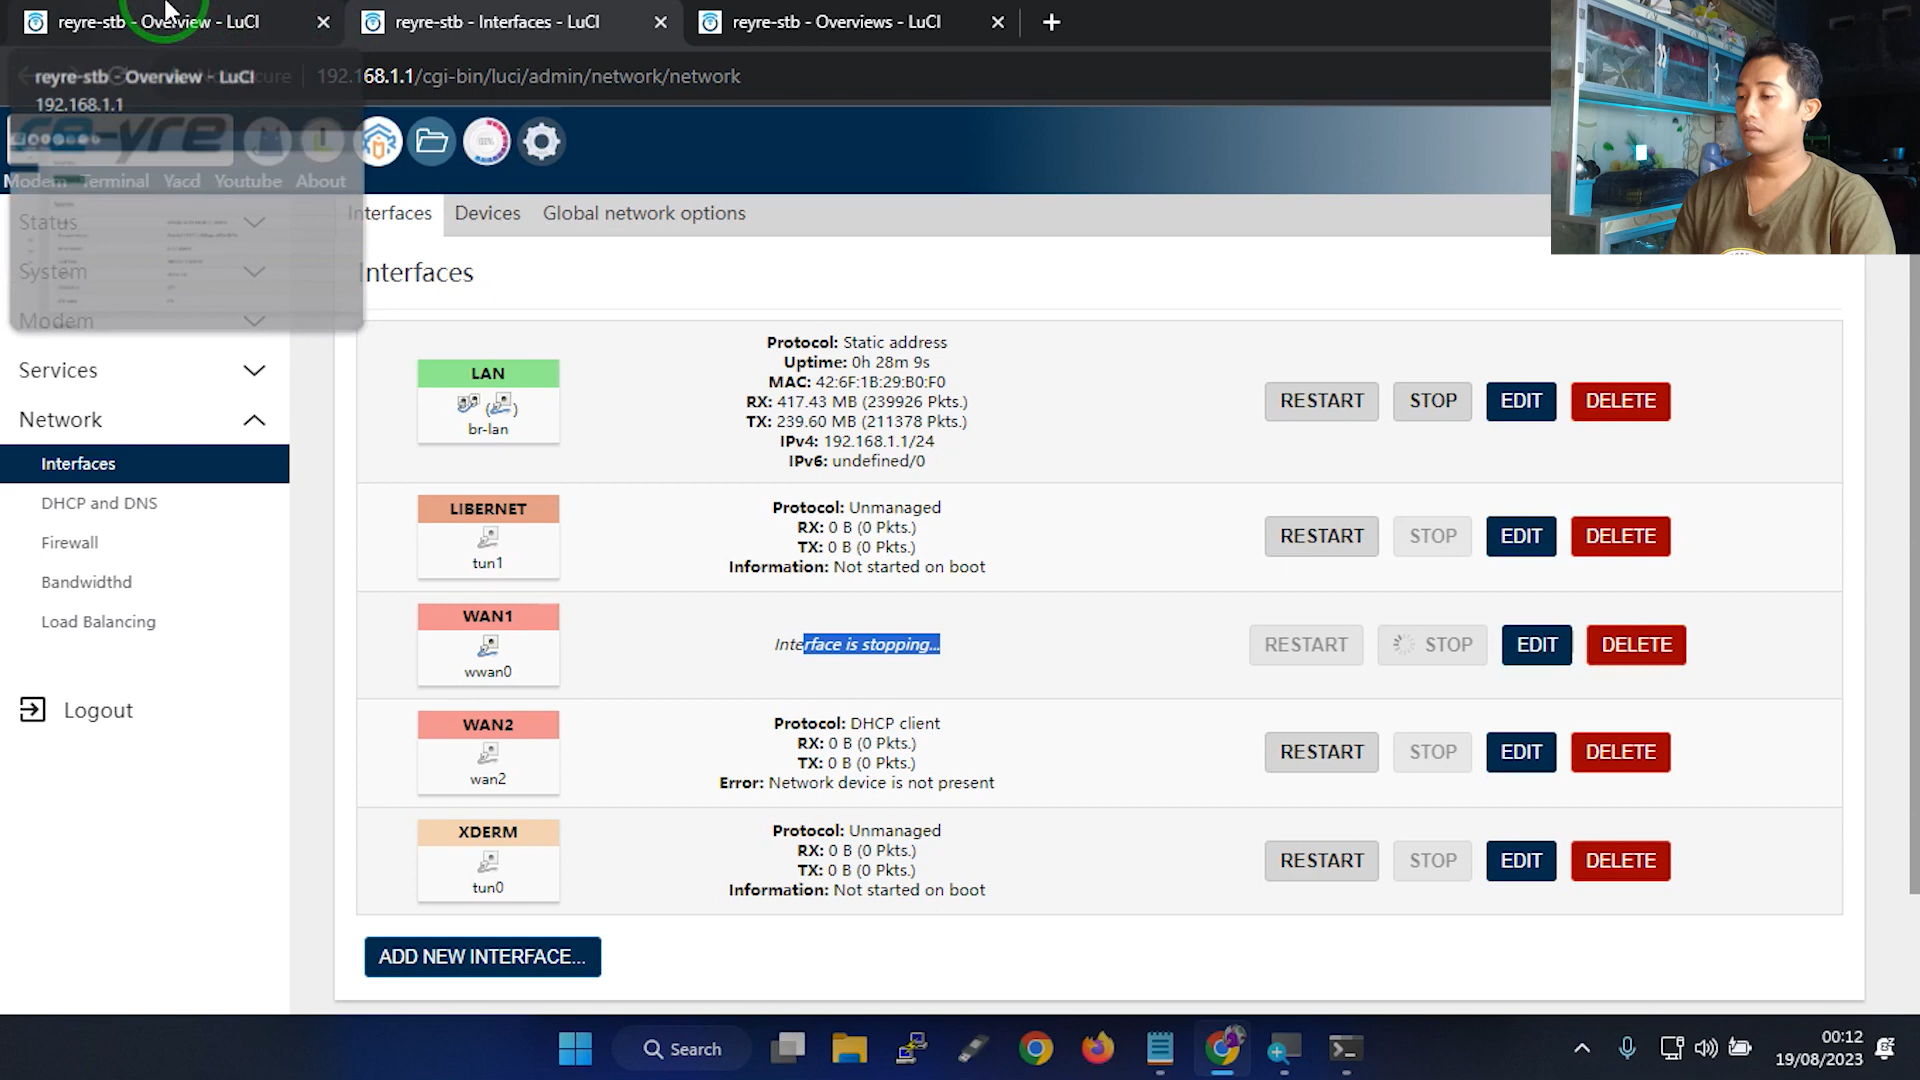 reyre-stb - Overview - LuCI
reyre-stb - Interfaces - LuCI
reyre-stb - Overviews - LuCI
reyre-stb - Overview - LuCI
192.168.1.1
192.168.1.1/cgi-bin/luci/admin/network/network
re-yre
Modem
Terminal
Yacd
Youtube
About
Status
System
Modem
Services
Network
Interfaces
DHCP and DNS
Firewall
Bandwidthd
Load Balancing
Logout
Interfaces
Devices
Global network options
Interfaces
LAN
br-lan
Protocol: Static address
Uptime: 0h 28m 9s
MAC: 42:6F:1B:29:B0:F0
RX: 417.43 MB (239926 Pkts.)
TX: 239.60 MB (211378 Pkts.)
IPv4: 192.168.1.1/24
IPv6: undefined/0
RESTART
STOP
EDIT
DELETE
LIBERNET
tun1
Protocol: Unmanaged
RX: 0 B (0 Pkts.)
TX: 0 B (0 Pkts.)
Information: Not started on boot
RESTART
STOP
EDIT
DELETE
WAN1
wwan0
Interface is stopping...
RESTART
STOP
EDIT
DELETE
WAN2
wan2
Protocol: DHCP client
RX: 0 B (0 Pkts.)
TX: 0 B (0 Pkts.)
Error: Network device is not present
RESTART
STOP
EDIT
DELETE
XDERM
tun0
Protocol: Unmanaged
RX: 0 B (0 Pkts.)
TX: 0 B (0 Pkts.)
Information: Not started on boot
RESTART
STOP
EDIT
DELETE
ADD NEW INTERFACE...
Search
00:12
19/08/2023